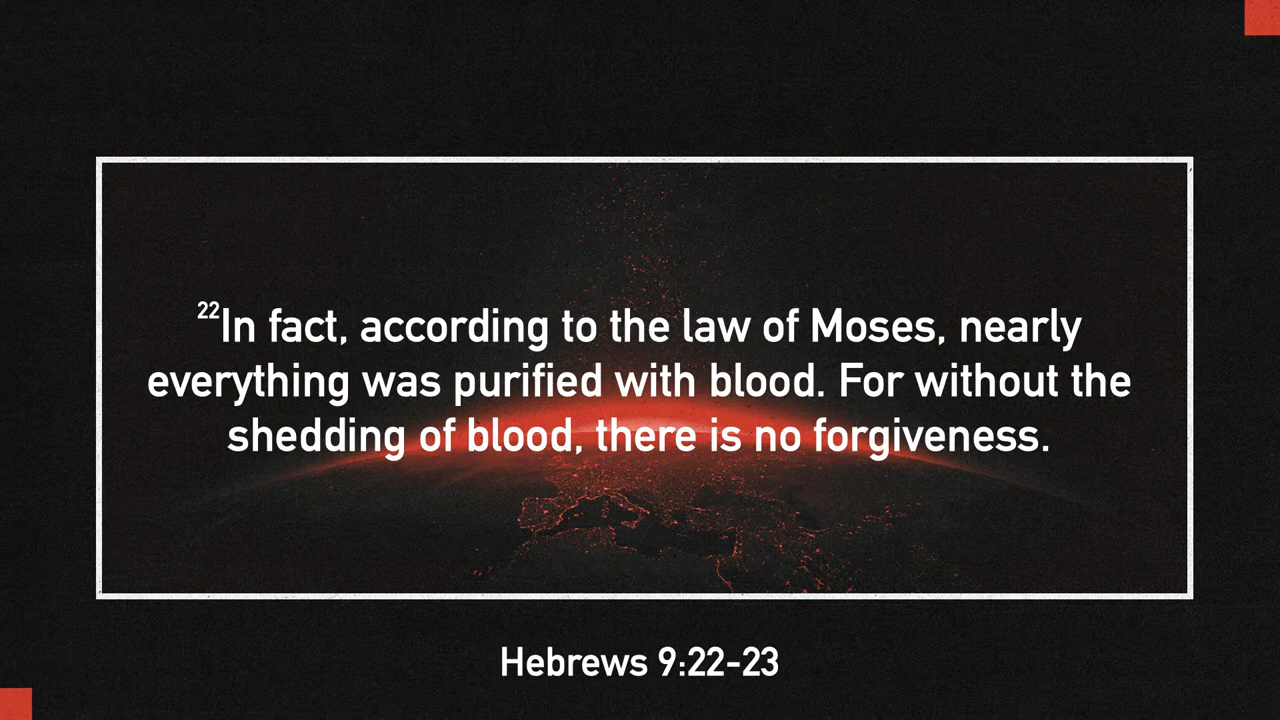 22In fact, according to the law of Moses, nearly
everything was purified with blood. For without the
shedding of blood, there is no forgiveness.
Hebrews 9:22-23